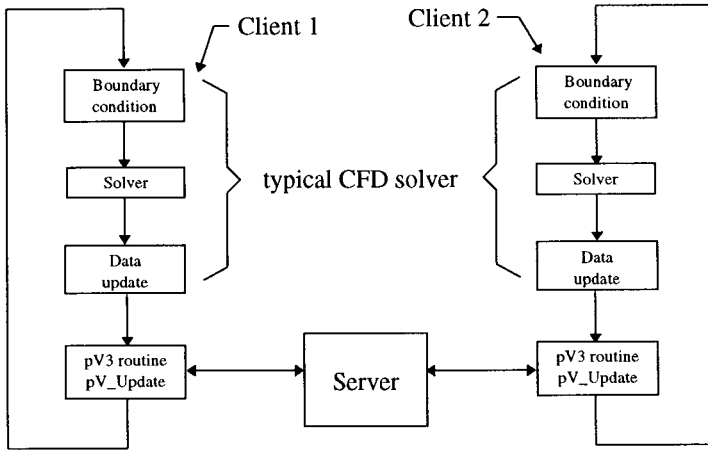 Client 1
Client 2
Boundary
condition
Solver
Data
update
pV3 routine
pV_Update
typical CFD solver
Server
Boundary
condition
Solver
Data
update
pV3 routine
pV_Update